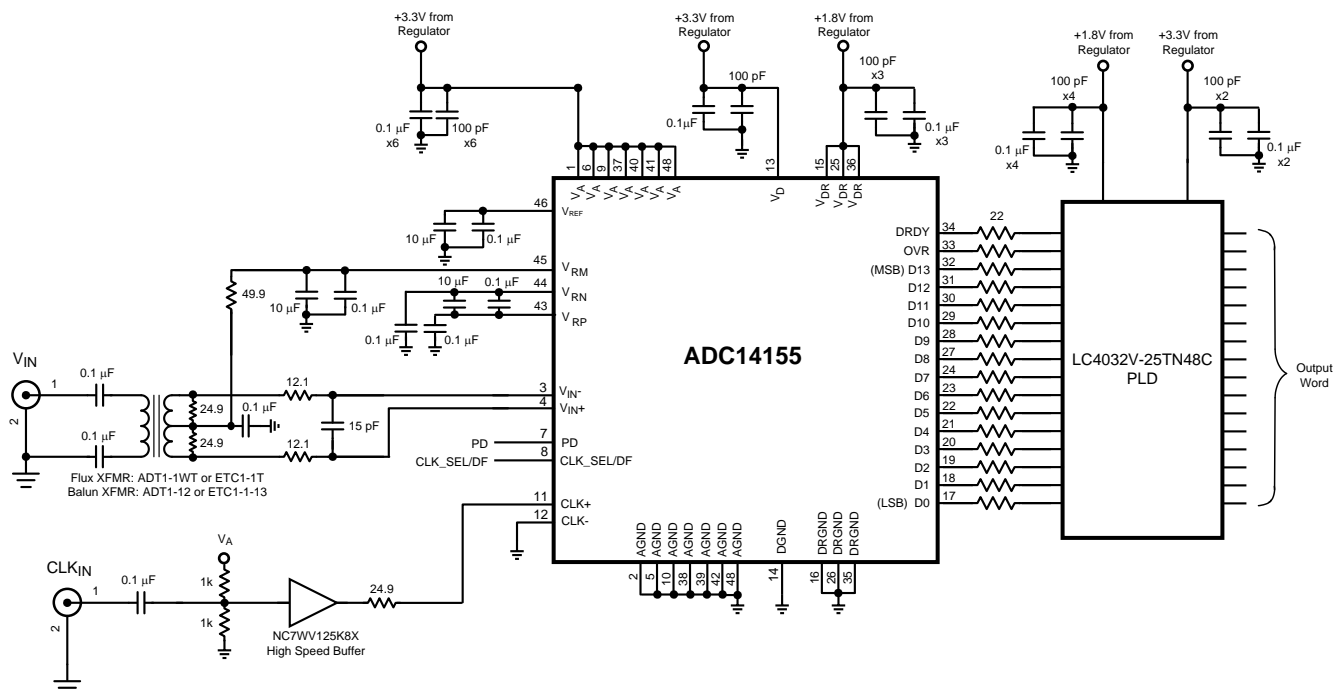 +3.3V from
Regulator
+3.3V from
Regulator
+1.8V from
Regulator
+1.8V from
Regulator
+3.3V from
Regulator
0.1 µF
x6
100 pF
x6
100 pF
0.1µF
100 pF
x3
0.1 µF
x3
100 pF
x4
0.1 µF
x4
100 pF
x2
0.1 µF
x2
1
6
9
37
40
41
48
13
15
25
36
VA
VA
VA
VA
VA
VA
VA
VD
VDR
VDR
VDR
46
VREF
10 µF
0.1 µF
45
VRM
49.9
10 µF
0.1 µF
44
VRN
43
VRP
10 µF
0.1 µF
0.1 µF
0.1 µF
ADC14155
VIN
1
2
0.1 µF
0.1 µF
24.9
24.9
0.1 µF
12.1
12.1
15 pF
3
VIN-
4
VIN+
PD
7
PD
CLK_SEL/DF
8
CLK_SEL/DF
Flux XFMR: ADT1-1WT or ETC1-1T
Balun XFMR: ADT1-12 or ETC1-1-13
11
CLK+
12
CLK-
CLKIN
1
2
0.1 µF
VA
1k
1k
NC7WV125K8X
High Speed Buffer
24.9
AGND
AGND
AGND
AGND
AGND
AGND
AGND
DGND
DRGND
DRGND
DRGND
2
5
10
38
39
42
48
14
16
26
35
22
DRDY 34
OVR 33
(MSB) D13 32
D12 31
D11 30
D10 29
D9 28
D8 27
D7 24
D6 23
D5 22
D4 21
D3 20
D2 19
D1 18
(LSB) D0 17
LC4032V-25TN48C
PLD
Output
Word